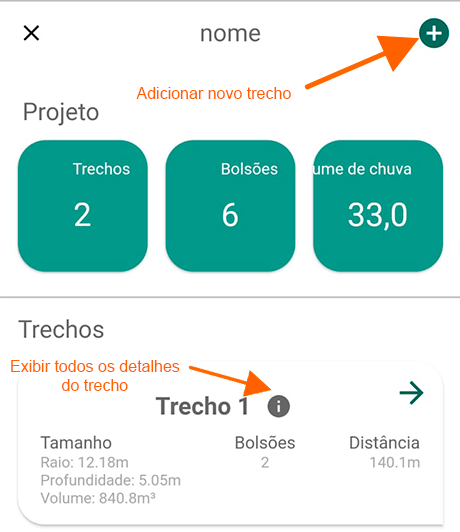 nome
Adicionar novo trecho
Projeto
Trechos
Bolsões
ume de chuva
2
6
33,0
Trechos
Exibir todos os detalhes
do trecho
Trecho 1
Tamanho
Bolsões
Distância
Raio: 12.18m
2
140.1m
Profundidade: 5.05m
Volume: 840.8m³